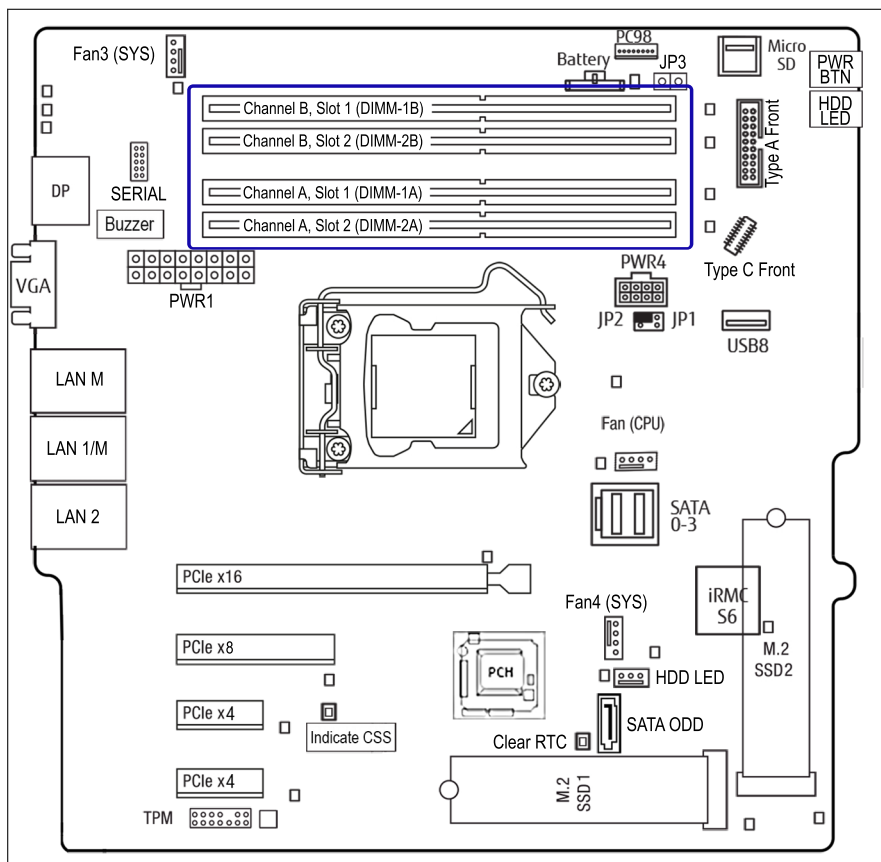 PC98
Fan3 (SYS)
Battery
JP3
Micro
SD
PWR
BTN
HDD
LED
Channel B, Slot 1 (DIMM-1B)
Channel B, Slot 2 (DIMM-2B)
Type A Front
DP
SERIAL
Channel A, Slot 1 (DIMM-1A)
Buzzer
Channel A, Slot 2 (DIMM-2A)
Type C Front
VGA
PWR1
PWR4
JP2
JP1
USB8
LAN M
Fan (CPU)
LAN 1/M
LAN 2
SATA
0-3
PCIe x16
Fan4 (SYS)
iRMC
S6
PCIe x8
PCH
M.2
SSD2
HDD LED
PCIe x4
Indicate CSS
Clear RTC
SATA ODD
PCIe x4
M.2
SSD1
TPM